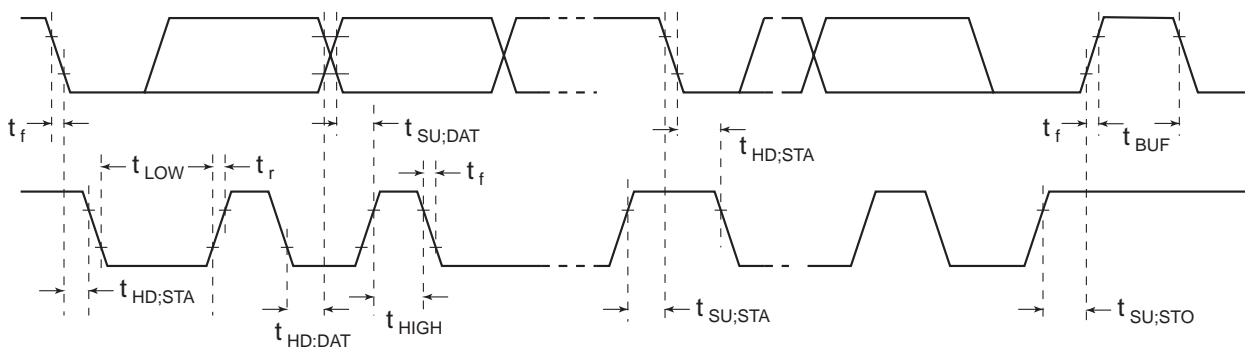 t f
t SU;DAT
t HD;STA
t f
t BUF
t LOW
t r
t f
t HD;STA
t HD;DAT
t HIGH
t SU;STA
t SU;STO